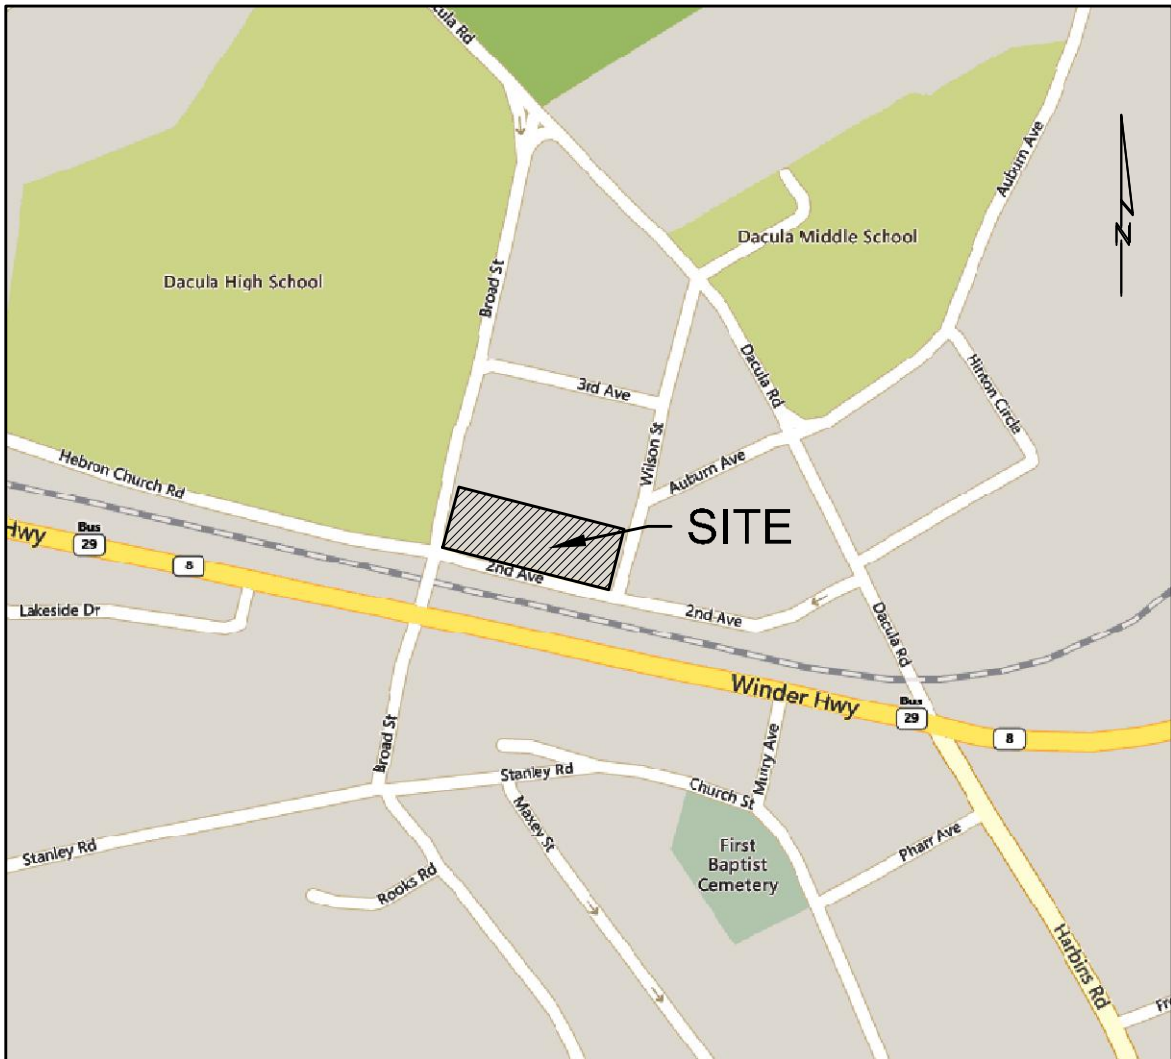 cula Rd
Auburn Ave
N
Dacula Middle School
Dacula High School
Broad St
Dacula Rd
Hinton Circle
3rd Ave
Wilson St
Auburn Ave
Hebron Church Rd
SITE
Hwy
Bus
29
8
2nd Ave
Lakeside Dr
2nd Ave
Dacula Rd
Winder Hwy
Bus
29
8
Broad St
Murry Ave
Stanley Rd
Church St
Maxey St
Stanley Rd
First
Baptist
Cemetery
Pharr Ave
Rooks Rd
Harbins Rd